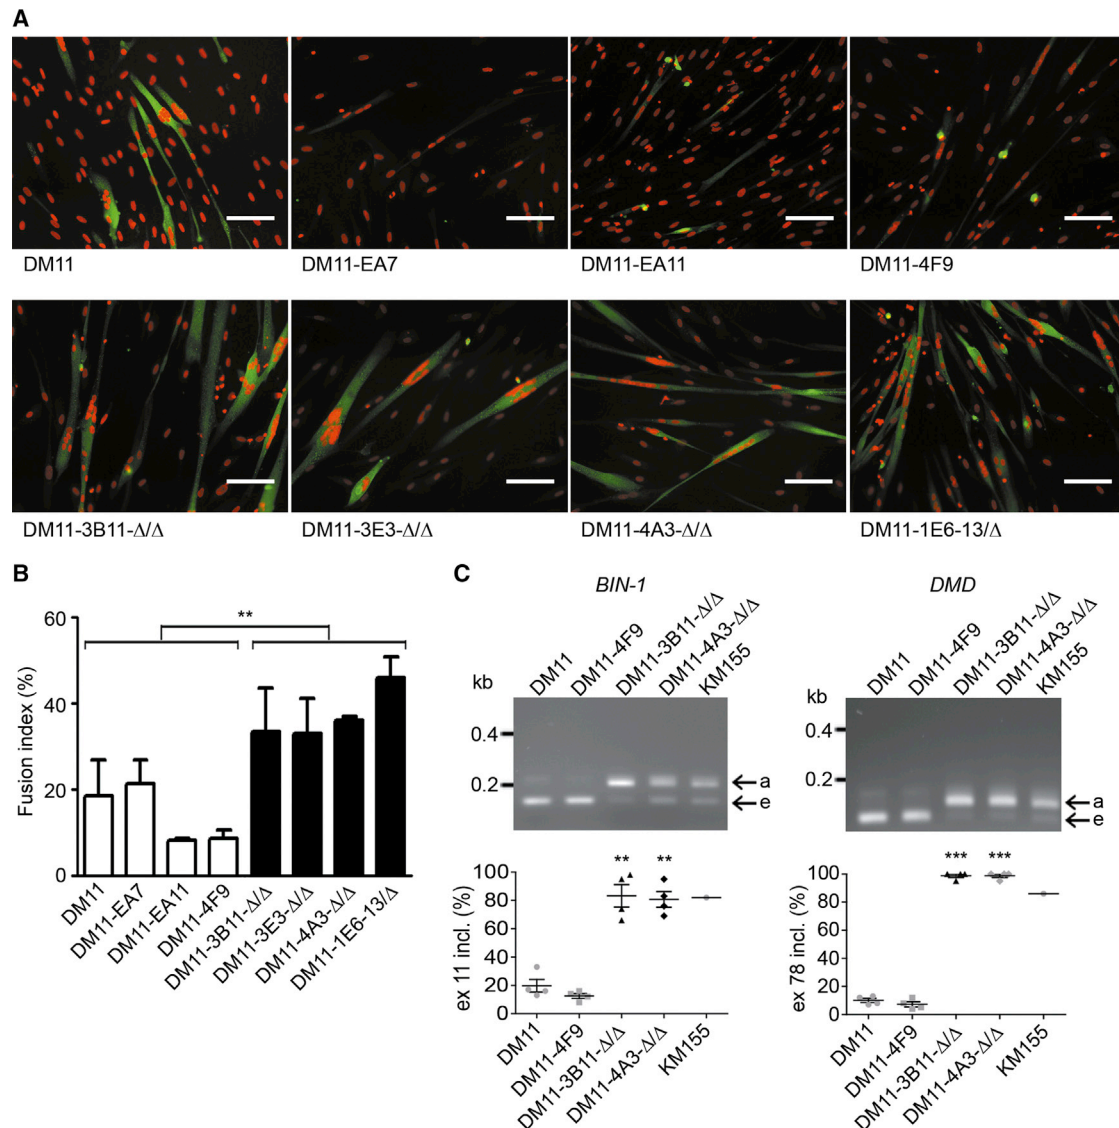 A
DM11
DM11-EA7
DM11-EA11
DM11-4F9
DM11-3B11-Δ/Δ
DM11-3E3-Δ/Δ
DM11-4A3-Δ/Δ
DM11-1E6-13/Δ
B
Fusion index (%)
60
40
20
0
**
DM11
DM11-EA7
DM11-EA11
DM11-4F9
DM11-3B11-Δ/Δ
DM11-3E3-Δ/Δ
DM11-4A3-Δ/Δ
DM11-1E6-13/Δ
C
BIN-1
kb
DM11
DM11-4F9
DM11-3B11-Δ/Δ
DM11-4A3-Δ/Δ
KM155
0.4
0.2
a
e
ex 11 incl. (%)
100
80
60
40
20
0
**
**
DM11
DM11-4F9
DM11-3B11-Δ/Δ
DM11-4A3-Δ/Δ
KM155
DMD
DM11
DM11-4F9
DM11-3B11-Δ/Δ
DM11-4A3-Δ/Δ
KM155
0.4
0.2
a
e
ex 78 incl. (%)
100
80
60
40
20
0
***
***
DM11
DM11-4F9
DM11-3B11-Δ/Δ
DM11-4A3-Δ/Δ
KM155